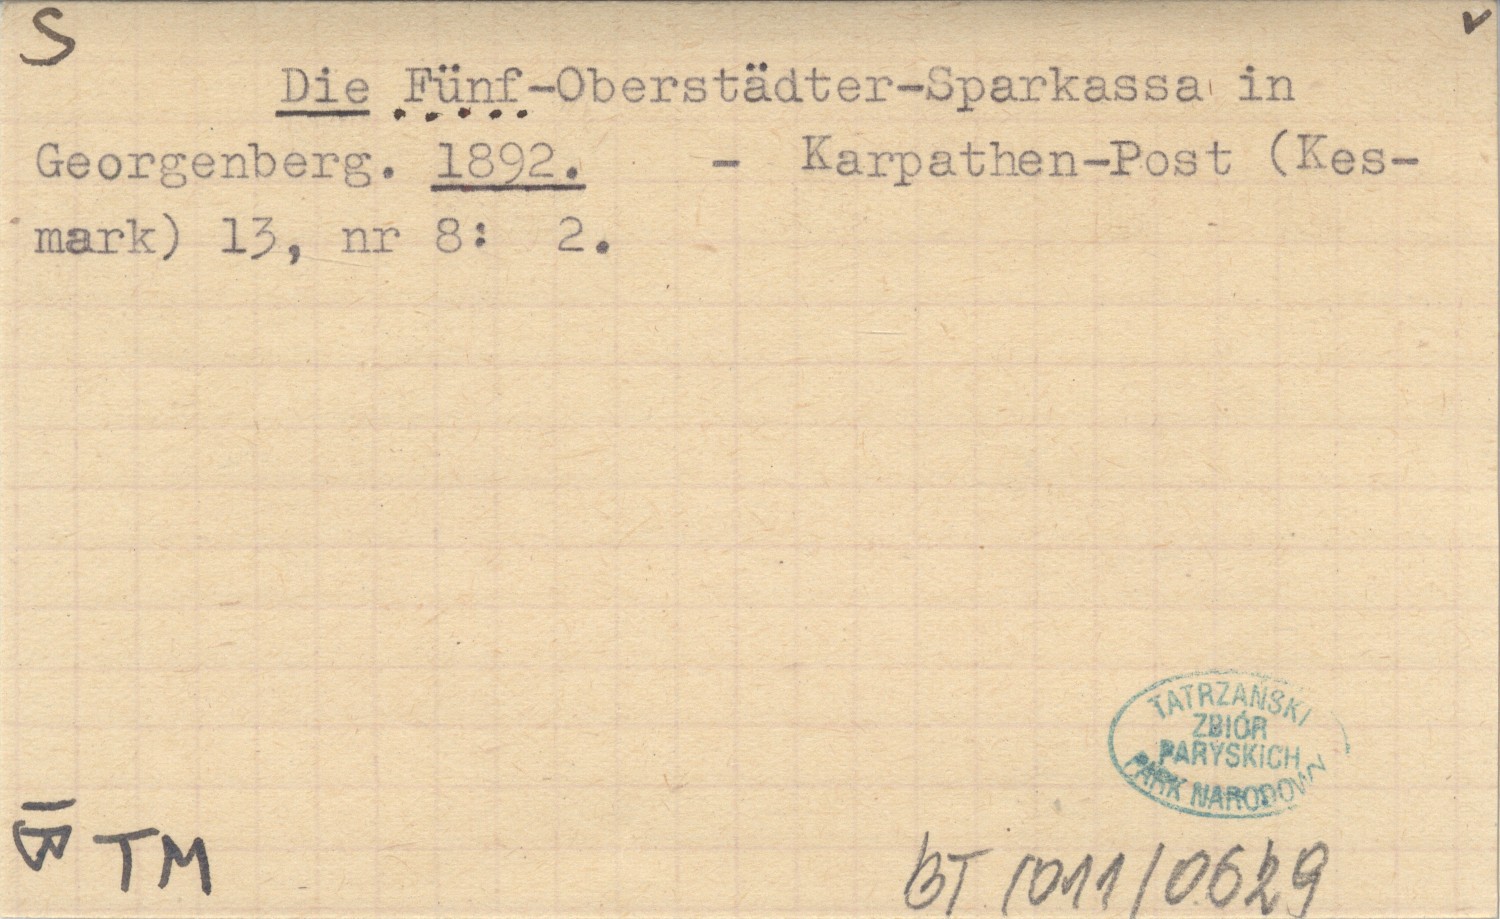 S
Die Fünf-Oberstädter-Sparkassa in
Georgenberg. 1892. - Karpathen-Post (Kes-
mark) 13, nr 8: 2.
TATRZAŃSKI
ZBIÓR
PARYSKICH
PARK NARODOWY
B TM
BT 1011/0629